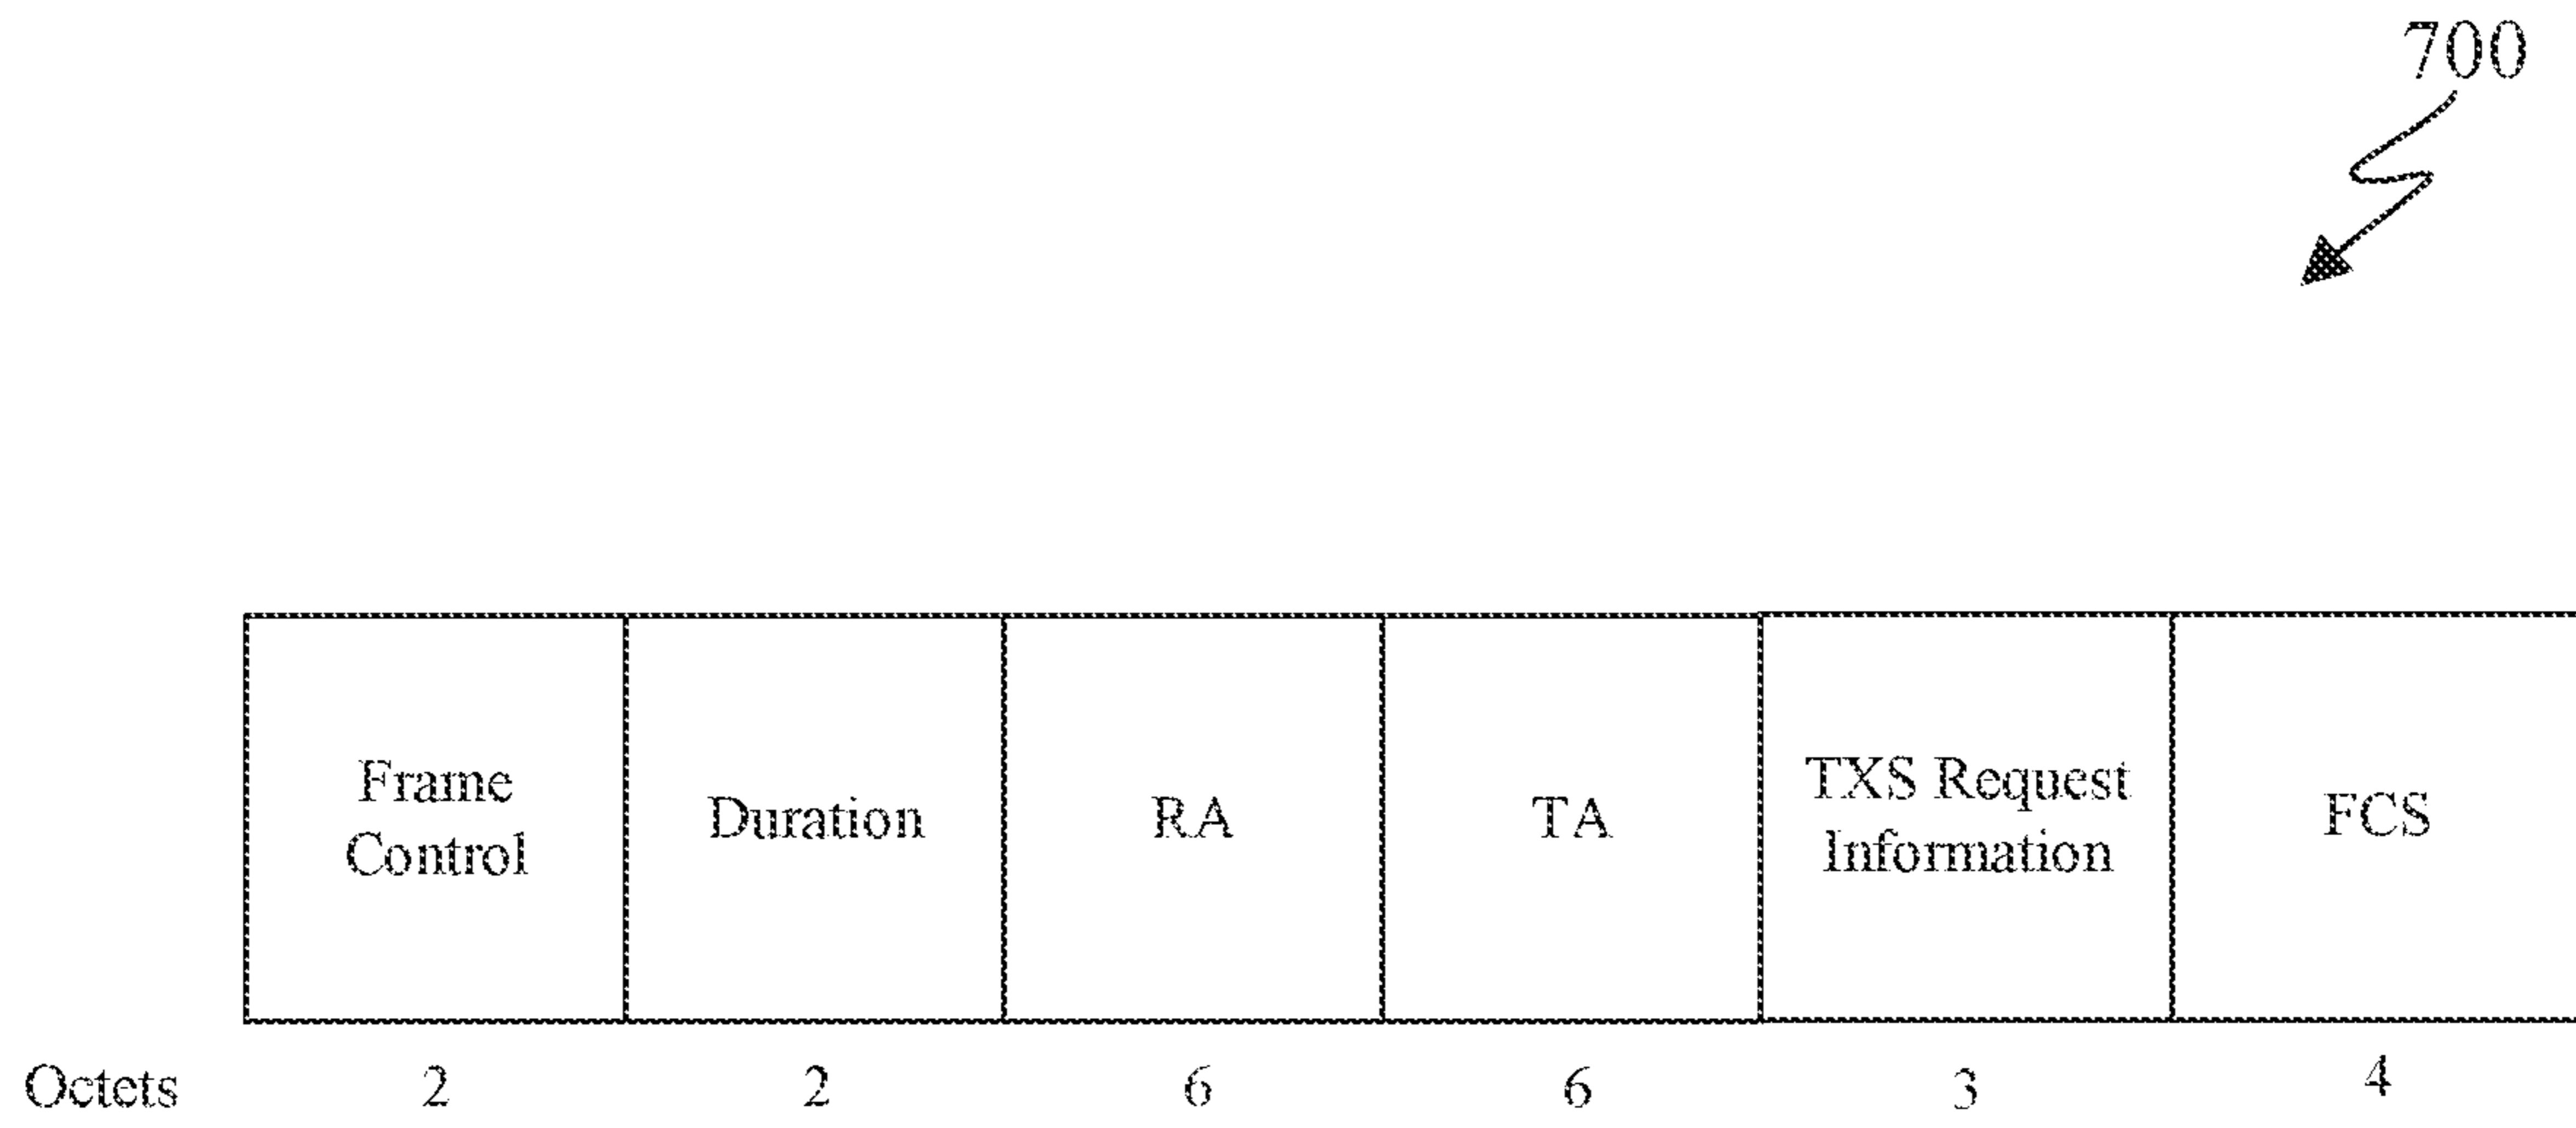 700
Frame
Control
Duration
RA
TA
TXS Request
Information
FCS
Octets 2 2 6 6 3 4